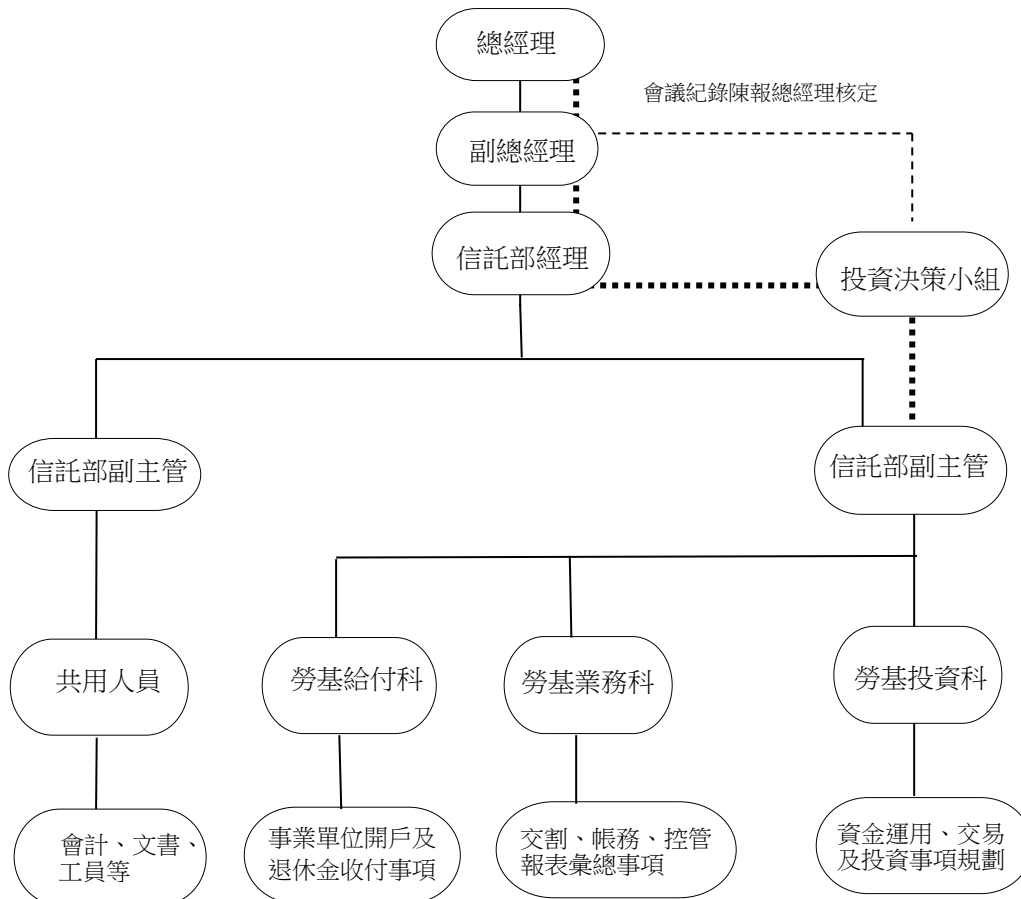 總經理
會議紀錄陳報總經理核定
副總經理
信託部經理
投資決策小組
信託部副主管
信託部副主管
共用人員
勞基給付科
勞基業務科
勞基投資科
會計、文書、
工員等
事業單位開戶及
退休金收付事項
交割、帳務、控管
報表彙總事項
資金運用、交易
及投資事項規劃